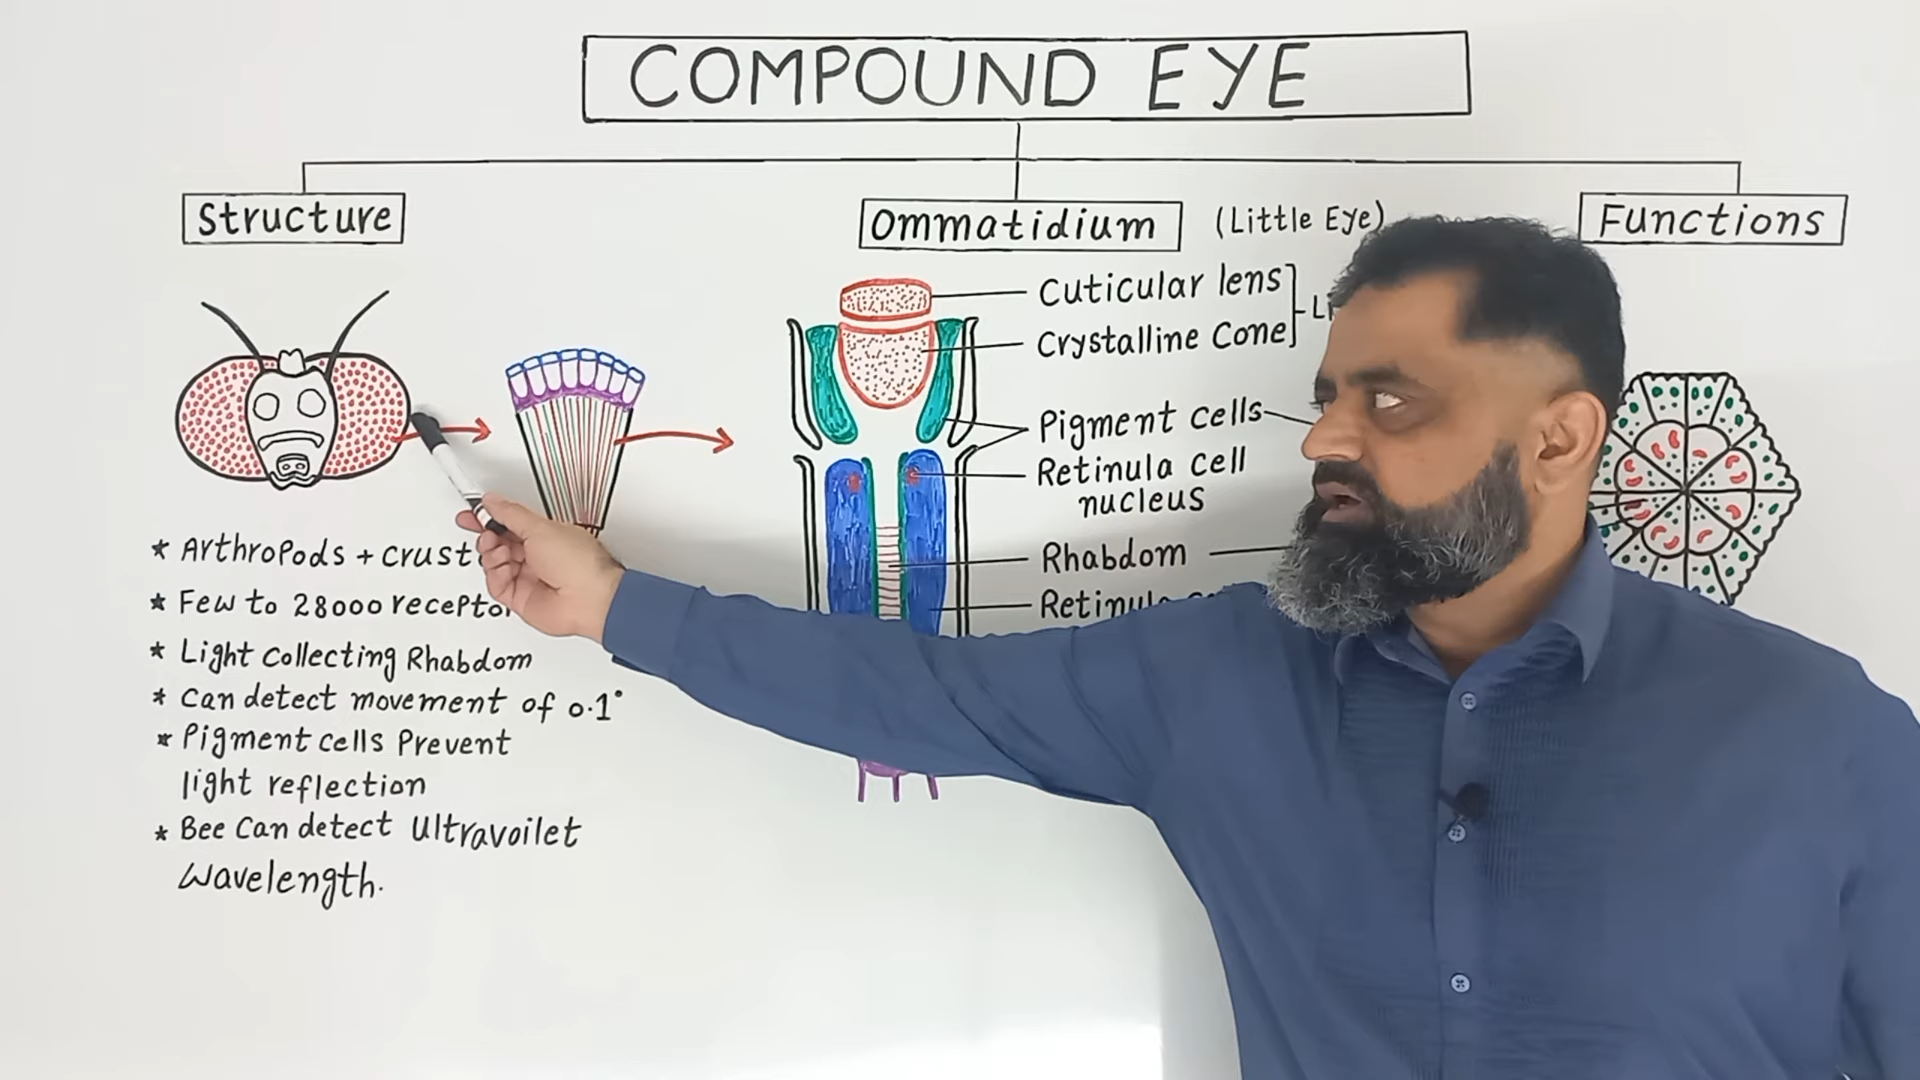 COMPOUND EYE
Structure
Ommatidium (Little Eye)
Functions
Cuticular lens
Crystalline Cone
Pigment cells
Retinula cell
nucleus
Rhabdom
* Arthropods +
* Few to 28000
* Light collecting Rhabdom
* Can detect movement of 0.1°
* Pigment cells Prevent
light reflection
* Bee Can detect Ultravoilet
Wavelength.